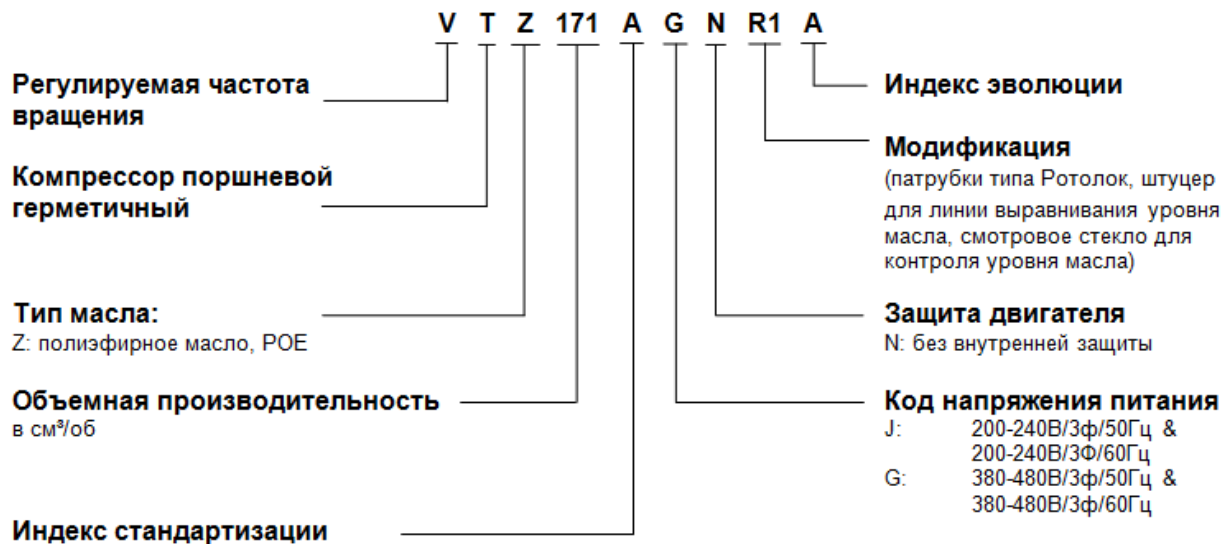 V T Z 171 A G N R1 A
Регулируемая частота
вращения
Компрессор поршневой
герметичный
Тип масла:
Z: полиэфирное масло, POE
Объемная производительность
в см³/об
Индекс стандартизации
Индекс эволюции
Модификация
(патрубки типа Ротолок, штуцер
для линии выравнивания уровня
масла, смотровое стекло для
контроля уровня масла)
Защита двигателя
N: без внутренней защиты
Код напряжения питания
J: 200-240В/3ф/50Гц &
200-240В/3Ф/60Гц
G: 380-480В/3ф/50Гц &
380-480В/3ф/60Гц